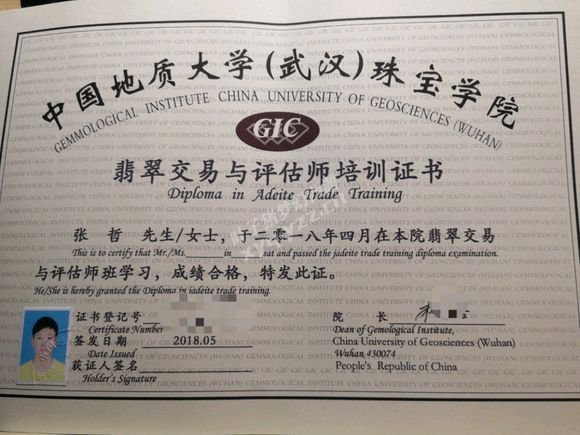 中国地质大学(武汉)珠宝学院
GEMMOLOGICAL INSTITUTE CHINA UNIVERSITY OF GEOSCIENCES (WUHAN)
GIC
翡翠交易与评估师培训证书
Diploma in Adeite Trade Training
张 哲 先生/女士，于二零一八年四月在本院翡翠交易
This is to certify that Mr./Ms. in sat and passed the jadeite trade training diploma examination.
与评估师班学习，成绩合格，特发此证。
He/She is hereby granted the Diploma in jadeite trade training.
证书登记号
Certificate Number
签发日期 2018.05
Date Issued
获证人签名
Holder's Signature
院 长
Dean of Gemological Institute,
China University of Geosciences (Wuhan)
Wuhan 430074
People's Republic of China